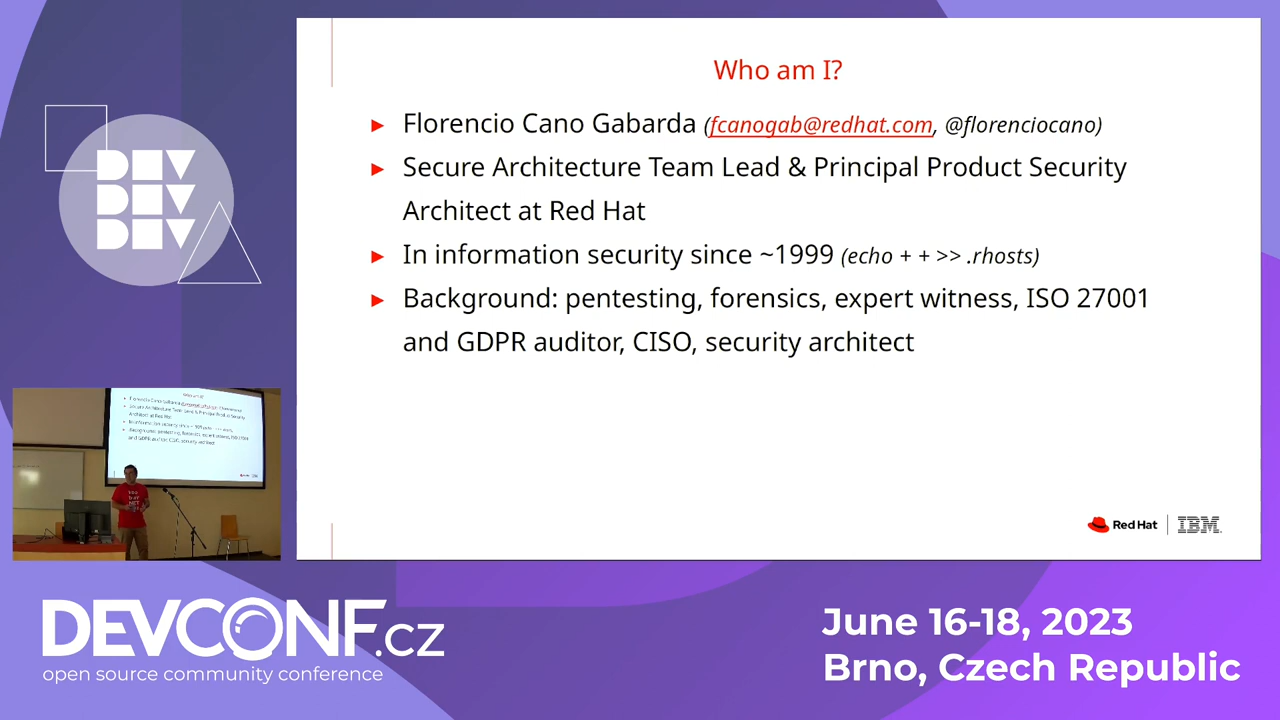 Who am I?
Florencio Cano Gabarda (fcanogab@redhat.com, @florenciocano)
Secure Architecture Team Lead & Principal Product Security
Architect at Red Hat
In information security since ~1999 (echo + + >> .rhosts)
Background: pentesting, forensics, expert witness, ISO 27001
and GDPR auditor, CISO, security architect
Red Hat
IBM
DEV
DEV
DEV
DEVCONF.CZ
open source community conference
June 16-18, 2023
Brno, Czech Republic